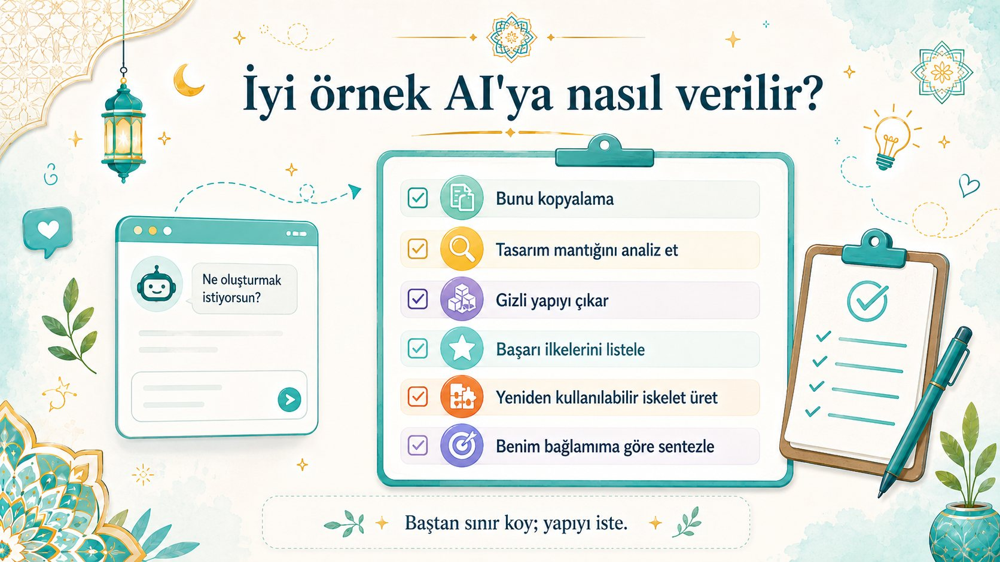 İyi örnek AI'ya nasıl verilir?
Ne oluşturmak
istiyorsun?
Bunu kopyalama
Tasarım mantığını analiz et
Gizli yapıyı çıkar
Başarı ilkelerini listele
Yeniden kullanılabilir iskelet üret
Benim bağlamıma göre sentezle
Baştan sınır koy; yapıyı iste.